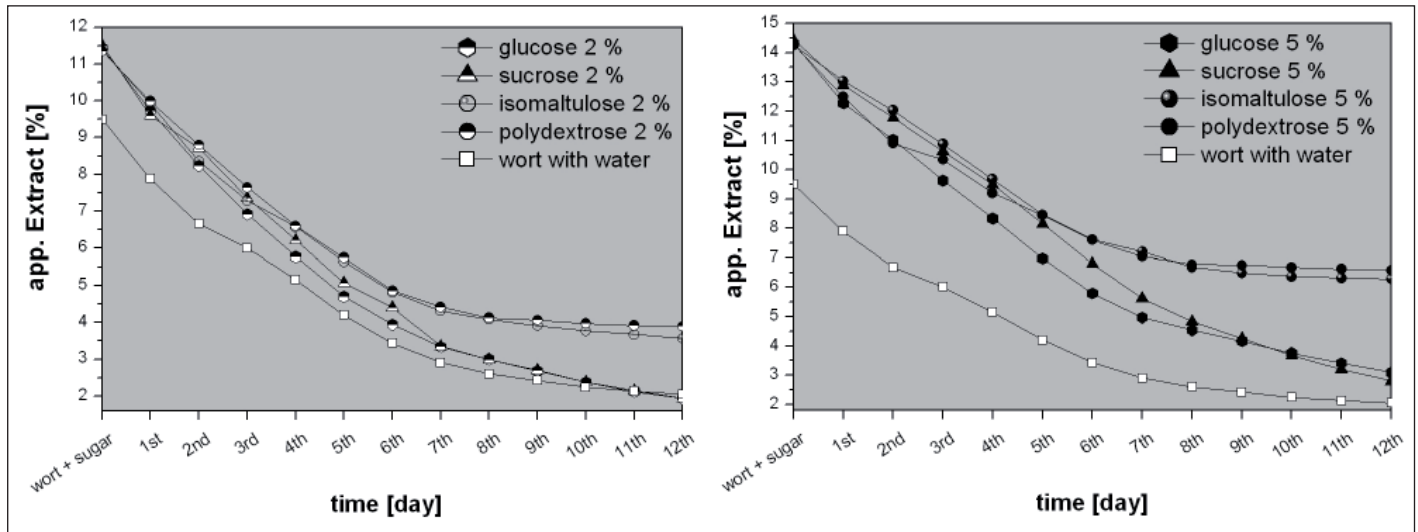 12
11
10
9
8
7
6
5
4
3
2
app. Extract [%]
glucose 2 %
sucrose 2 %
isomaltulose 2 %
polydextrose 2 %
wort with water
wort + sugar
1st
2nd
3rd
4th
5th
6th
7th
8th
9th
10th
11th
12th
time [day]
15
14
13
12
11
10
9
8
7
6
5
4
3
2
app. Extract [%]
glucose 5 %
sucrose 5 %
isomaltulose 5 %
polydextrose 5 %
wort with water
wort + sugar
1st
2nd
3rd
4th
5th
6th
7th
8th
9th
10th
11th
12th
time [day]